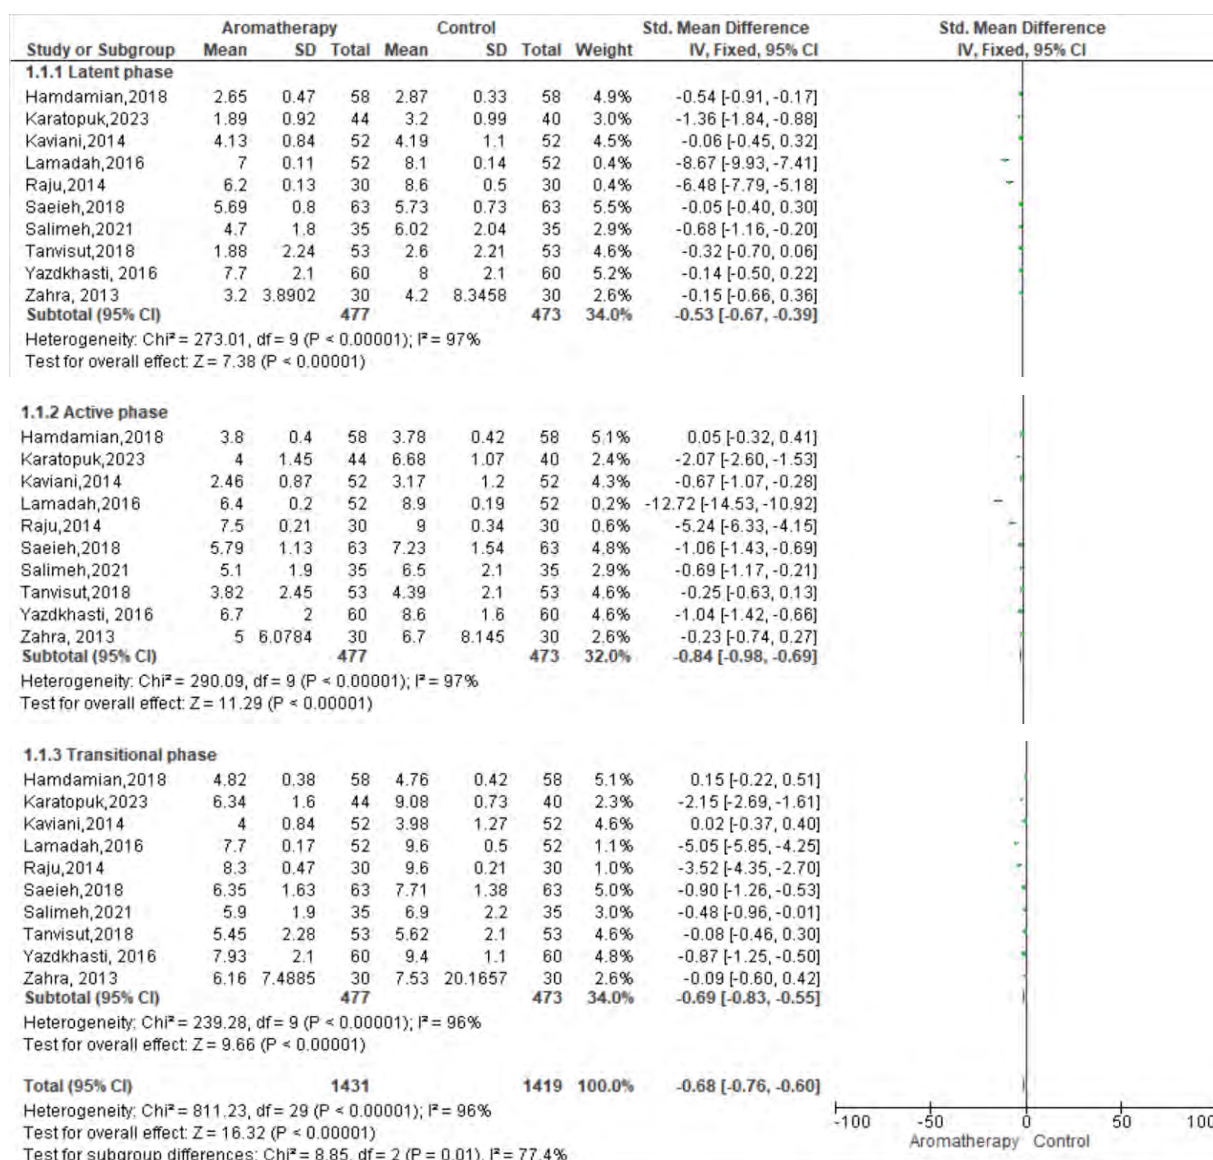 Aromatherapy Control Std. Mean Difference Std. Mean Difference
Study or Subgroup Mean SD Total Mean SD Total Weight IV, Fixed, 95% CI IV, Fixed, 95% CI
1.1.1 Latent phase
Hamdamian,2018 2.65 0.47 58 2.87 0.33 58 4.9% -0.54 [-0.91, -0.17]
Karatopuk,2023 1.89 0.92 44 3.2 0.99 40 3.0% -1.36 [-1.84, -0.88]
Kaviani,2014 4.13 0.84 52 4.19 1.1 52 4.5% -0.06 [-0.45, 0.32]
Lamadah,2016 7 0.11 52 8.1 0.14 52 0.4% -8.67 [-9.93, -7.41]
Raju,2014 6.2 0.13 30 8.6 0.5 30 0.4% -6.48 [-7.79, -5.18]
Saeieh,2018 5.69 0.8 63 5.73 0.73 63 5.5% -0.05 [-0.40, 0.30]
Salimeh,2021 4.7 1.8 35 6.02 2.04 35 2.9% -0.68 [-1.16, -0.20]
Tanvisut,2018 1.88 2.24 53 2.6 2.21 53 4.6% -0.32 [-0.70, 0.06]
Yazdkhasti, 2016 7.7 2.1 60 8 2.1 60 5.2% -0.14 [-0.50, 0.22]
Zahra, 2013 3.2 3.8902 30 4.2 8.3458 30 2.6% -0.15 [-0.66, 0.36]
Subtotal (95% CI) 477 473 34.0% -0.53 [-0.67, -0.39]
Heterogeneity: Chi² = 273.01, df = 9 (P < 0.00001); I² = 97%
Test for overall effect: Z = 7.38 (P < 0.00001)
1.1.2 Active phase
Hamdamian,2018 3.8 0.4 58 3.78 0.42 58 5.1% 0.05 [-0.32, 0.41]
Karatopuk,2023 4 1.45 44 6.68 1.07 40 2.4% -2.07 [-2.60, -1.53]
Kaviani,2014 2.46 0.87 52 3.17 1.2 52 4.3% -0.67 [-1.07, -0.28]
Lamadah,2016 6.4 0.2 52 8.9 0.19 52 0.2% -12.72 [-14.53, -10.92]
Raju,2014 7.5 0.21 30 9 0.34 30 0.6% -5.24 [-6.33, -4.15]
Saeieh,2018 5.79 1.13 63 7.23 1.54 63 4.8% -1.06 [-1.43, -0.69]
Salimeh,2021 5.1 1.9 35 6.5 2.1 35 2.9% -0.69 [-1.17, -0.21]
Tanvisut,2018 3.82 2.45 53 4.39 2.1 53 4.6% -0.25 [-0.63, 0.13]
Yazdkhasti, 2016 6.7 2 60 8.6 1.6 60 4.6% -1.04 [-1.42, -0.66]
Zahra, 2013 5 6.0784 30 6.7 8.145 30 2.6% -0.23 [-0.74, 0.27]
Subtotal (95% CI) 477 473 32.0% -0.84 [-0.98, -0.69]
Heterogeneity: Chi² = 290.09, df = 9 (P < 0.00001); I² = 97%
Test for overall effect: Z = 11.29 (P < 0.00001)
1.1.3 Transitional phase
Hamdamian,2018 4.82 0.38 58 4.76 0.42 58 5.1% 0.15 [-0.22, 0.51]
Karatopuk,2023 6.34 1.6 44 9.08 0.73 40 2.3% -2.15 [-2.69, -1.61]
Kaviani,2014 4 0.84 52 3.98 1.27 52 4.6% 0.02 [-0.37, 0.40]
Lamadah,2016 7.7 0.17 52 9.6 0.5 52 1.1% -5.05 [-5.85, -4.25]
Raju,2014 8.3 0.47 30 9.6 0.21 30 1.0% -3.52 [-4.35, -2.70]
Saeieh,2018 6.35 1.63 63 7.71 1.38 63 5.0% -0.90 [-1.26, -0.53]
Salimeh,2021 5.9 1.9 35 6.9 2.2 35 3.0% -0.48 [-0.96, -0.01]
Tanvisut,2018 5.45 2.28 53 5.62 2.1 53 4.6% -0.08 [-0.46, 0.30]
Yazdkhasti, 2016 7.93 2.1 60 9.4 1.1 60 4.8% -0.87 [-1.25, -0.50]
Zahra, 2013 6.16 7.4885 30 7.53 20.1657 30 2.6% -0.09 [-0.60, 0.42]
Subtotal (95% CI) 477 473 34.0% -0.69 [-0.83, -0.55]
Heterogeneity: Chi² = 239.28, df = 9 (P < 0.00001); I² = 96%
Test for overall effect: Z = 9.66 (P < 0.00001)
Total (95% CI) 1431 1419 100.0% -0.68 [-0.76, -0.60]
Heterogeneity: Chi² = 811.23, df = 29 (P < 0.00001); I² = 96%
Test for overall effect: Z = 16.32 (P < 0.00001)
Test for subgroup differences: Chi² = 8.85, df = 2 (P = 0.01), I² = 77.4%
-100 -50 0 50 100
Aromatherapy Control